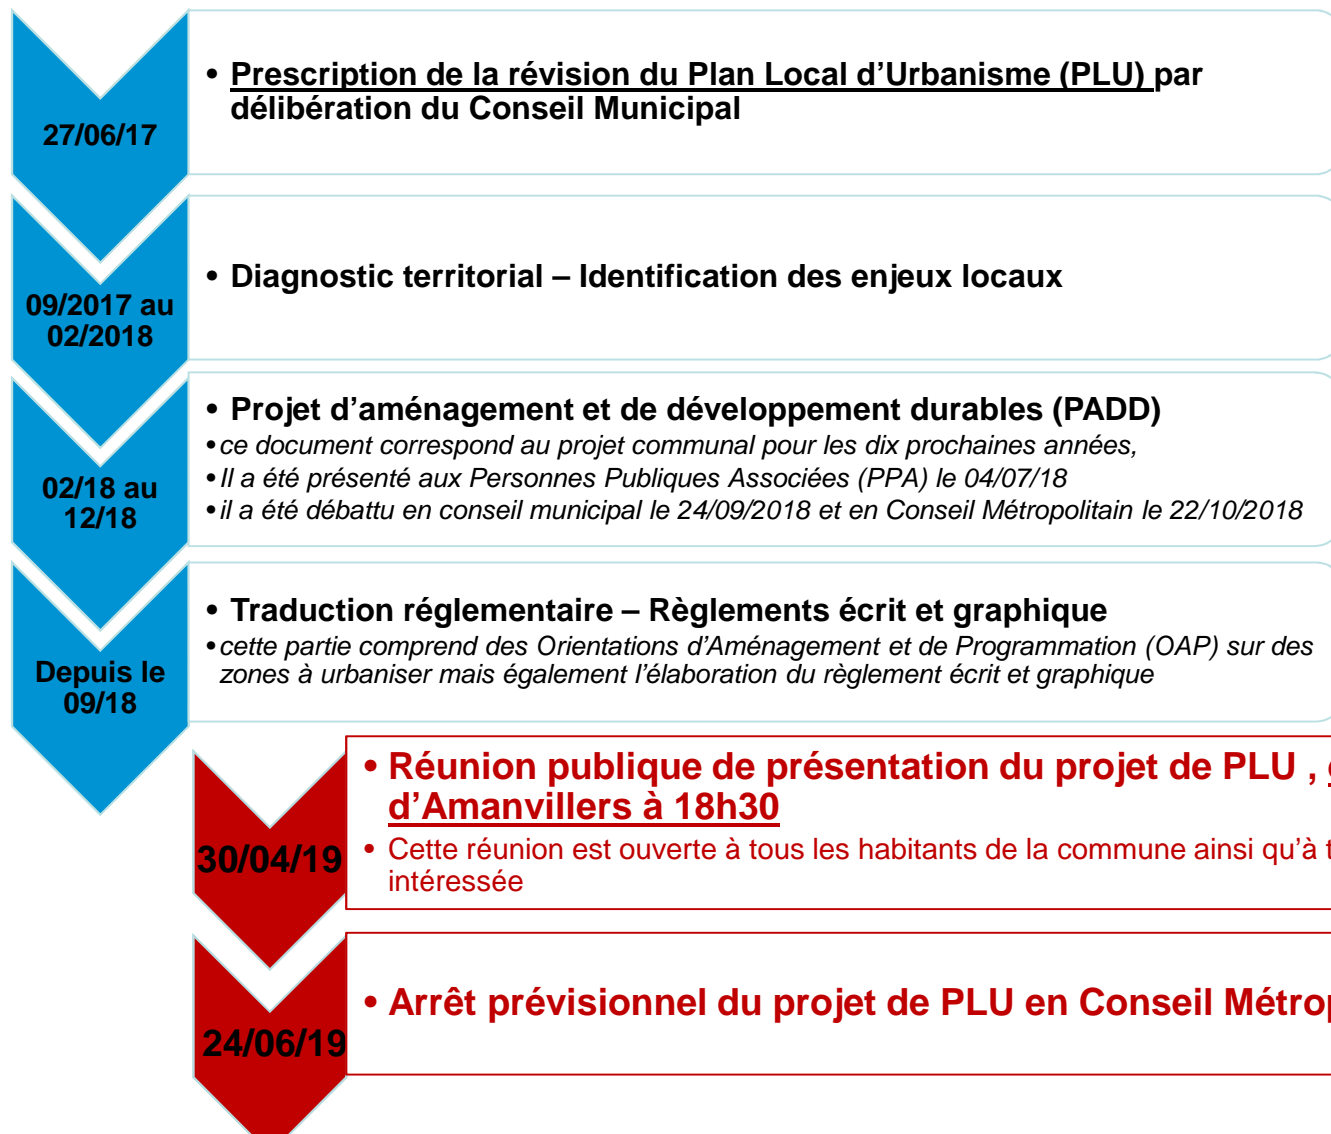 • Prescription de la révision du Plan Local d'Urbanisme (PLU) par
délibération du Conseil Municipal
27/06/17
• Diagnostic territorial – Identification des enjeux locaux
09/2017 au
02/2018
• Projet d'aménagement et de développement durables (PADD)
• ce document correspond au projet communal pour les dix prochaines années,
• Il a été présenté aux Personnes Publiques Associées (PPA) le 04/07/18
• il a été débattu en conseil municipal le 24/09/2018 et en Conseil Métropolitain le 22/10/2018
02/18 au
12/18
• Traduction réglementaire – Règlements écrit et graphique
• cette partie comprend des Orientations d'Aménagement et de Programmation (OAP) sur des
zones à urbaniser mais également l'élaboration du règlement écrit et graphique
Depuis le
09/18
• Réunion publique de présentation du projet de PLU ,
d'Amanvillers à 18h30
• Cette réunion est ouverte à tous les habitants de la commune ainsi qu'à
intéressée
30/04/19
• Arrêt prévisionnel du projet de PLU en Conseil
24/06/19